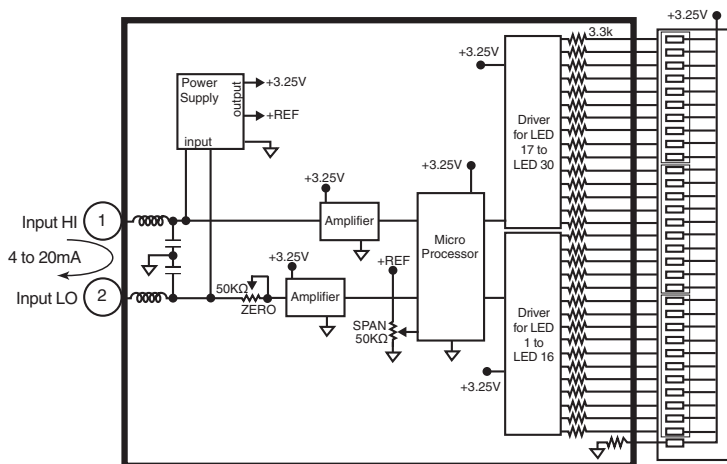 +3.25V
3.3k
+3.25V
Power
Supply
output
input
+3.25V
+REF
Driver
for LED
17 to
LED 30
+3.25V
+3.25V
Input HI
1
Amplifier
Micro
Processor
4 to 20mA
Input LO
2
50KΩ
ZERO
+3.25V
Amplifier
+REF
SPAN
50KΩ
Driver
for LED
1 to
LED 16
+3.25V